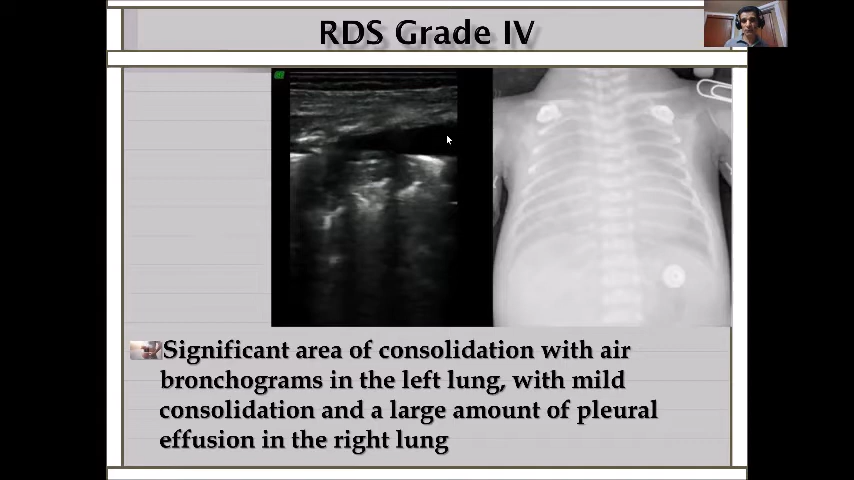 RDS Grade IV
Significant area of consolidation with air
bronchograms in the left lung, with mild
consolidation and a large amount of pleural
effusion in the right lung